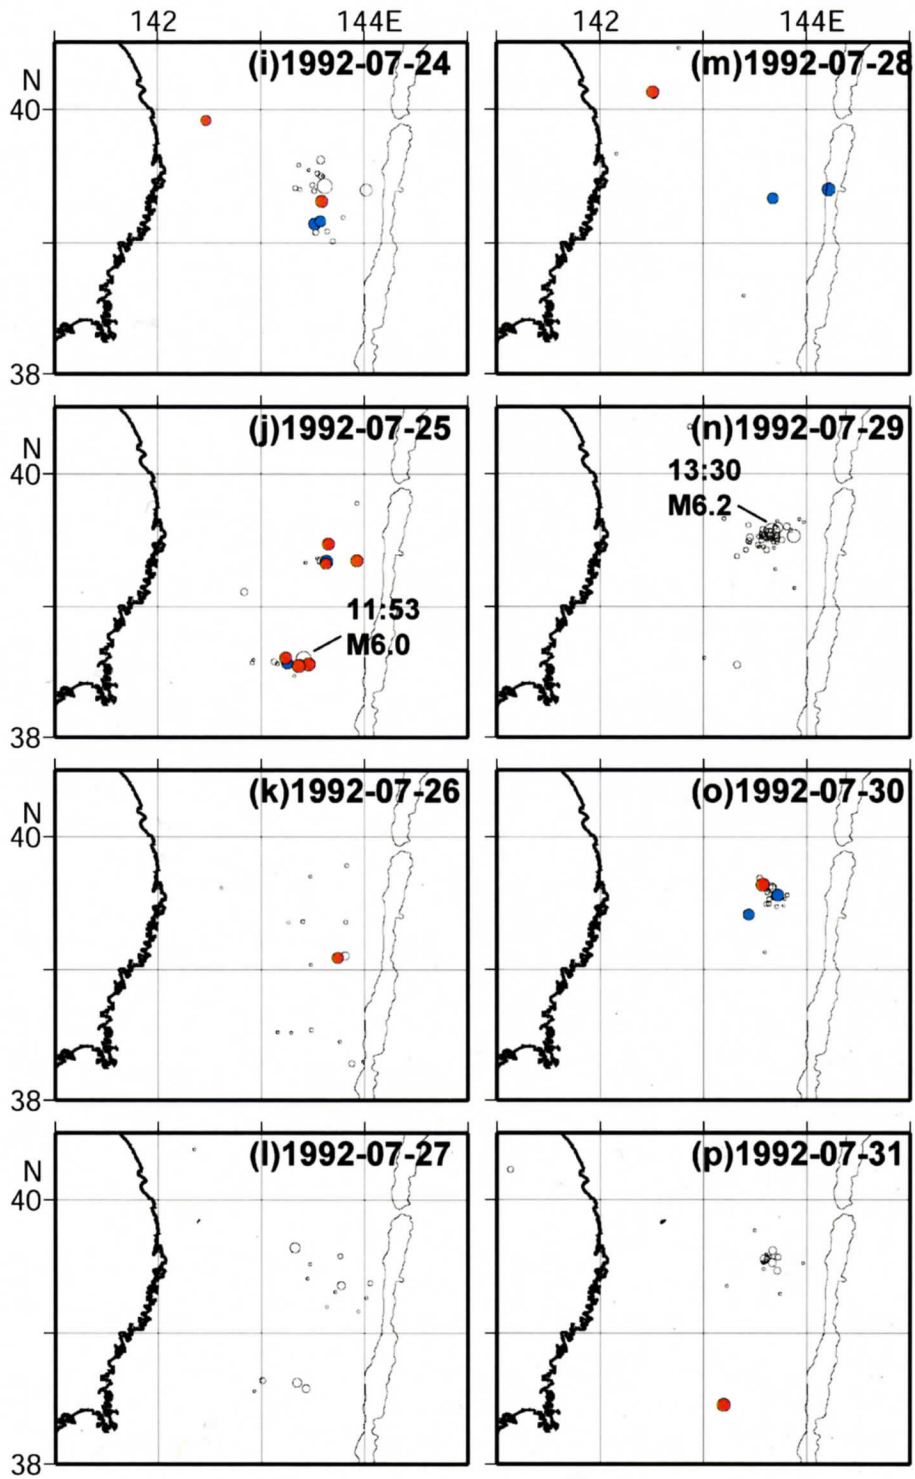 142 144E 142 144E
(i)1992-07-24 (m)1992-07-28
N
40
38
(j)1992-07-25 (n)1992-07-29
N
40
13:30
M6.2
11:53
M6.0
38
(k)1992-07-26 (o)1992-07-30
N
40
38
(l)1992-07-27 (p)1992-07-31
N
40
38